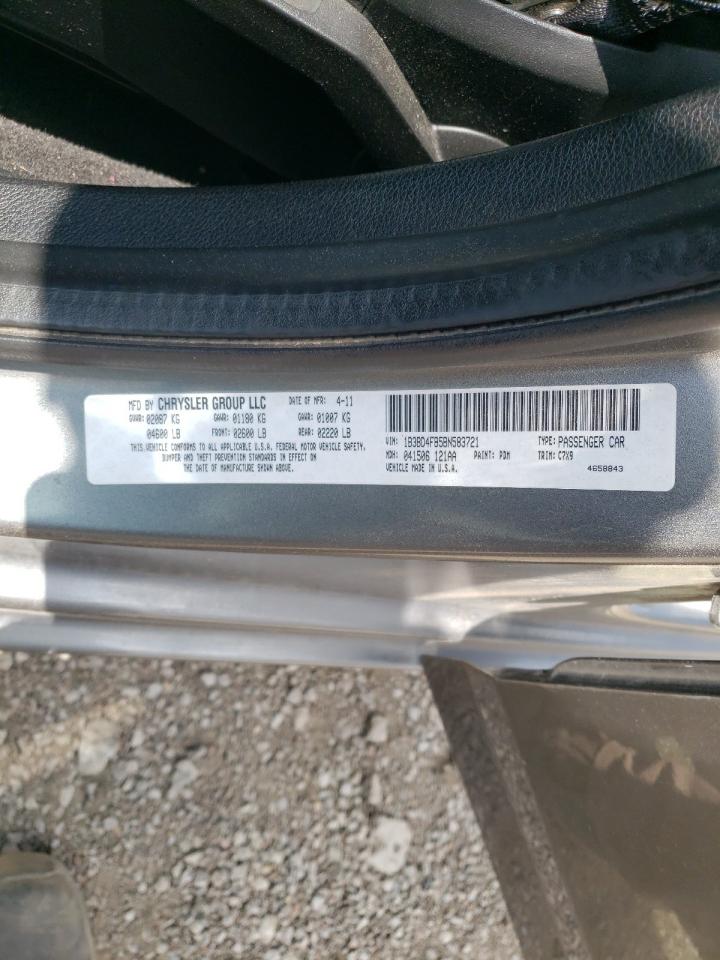 MFD BY CHRYSLER GROUP LLC DATE OF MFR: 4-11
GVWR: 02087 KG GAWR: 01180 KG GAWR: 01007 KG
04600 LB FRONT: 02600 LB REAR: 02220 LB
THIS VEHICLE CONFORMS TO ALL APPLICABLE U.S.A. FEDERAL MOTOR VEHICLE SAFETY,
BUMPER AND THEFT PREVENTION STANDARDS IN EFFECT ON
THE DATE OF MANUFACTURE SHOWN ABOVE.
VIN: 1B3BD4FB5BN583721 TYPE: PASSENGER CAR
MDH: 041506 121AA PAINT: PDM TRIM: C7X9
VEHICLE MADE IN U.S.A. 4658843